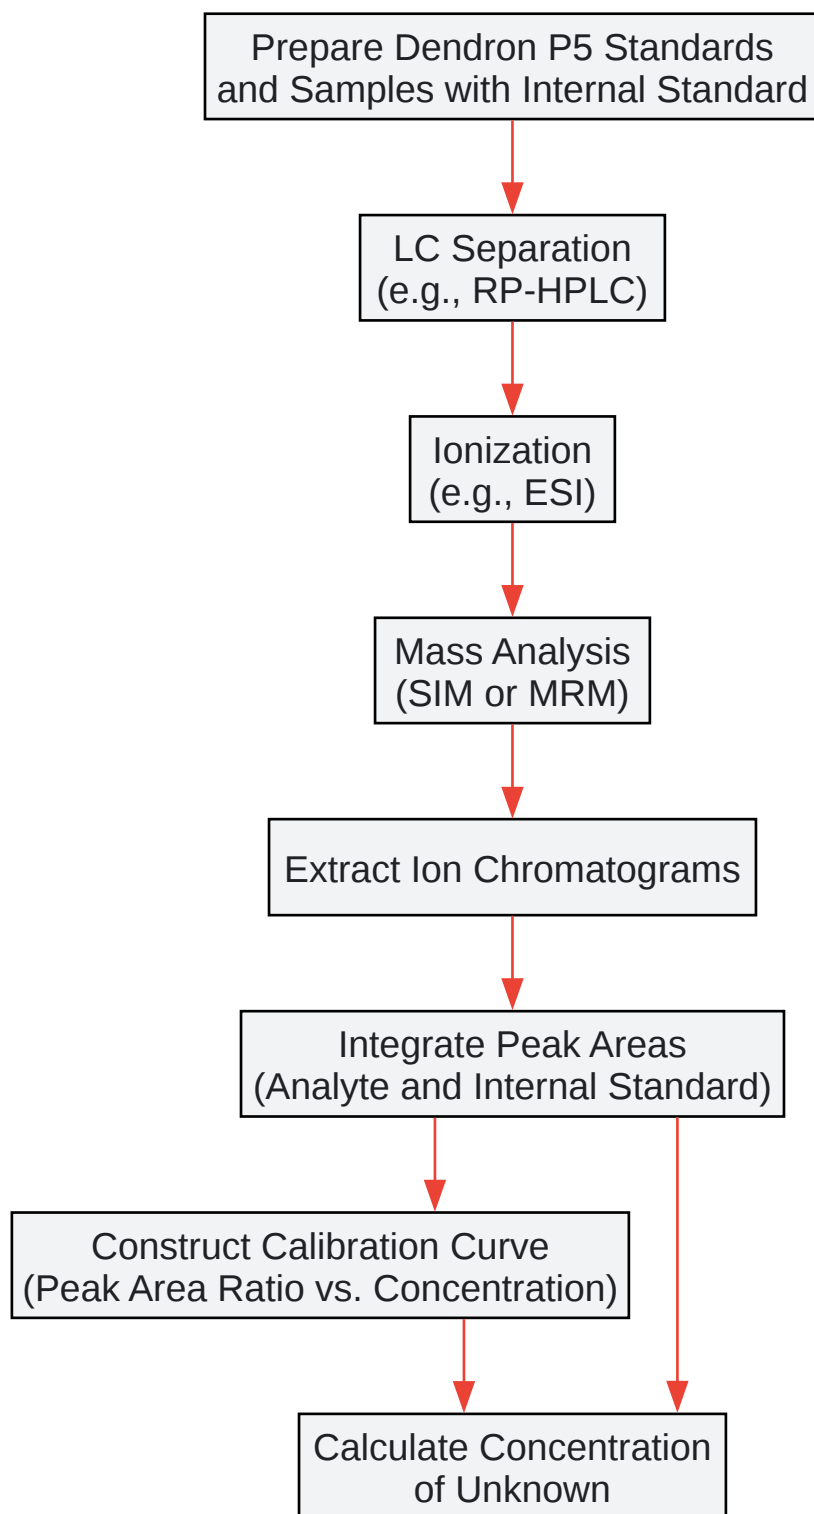 Prepare Dendron P5 Standards
and Samples with Internal Standard
LC Separation
(e.g., RP-HPLC)
Ionization
(e.g., ESI)
Mass Analysis
(SIM or MRM)
Extract Ion Chromatograms
Integrate Peak Areas
(Analyte and Internal Standard)
Construct Calibration Curve
(Peak Area Ratio vs. Concentration)
Calculate Concentration
of Unknown